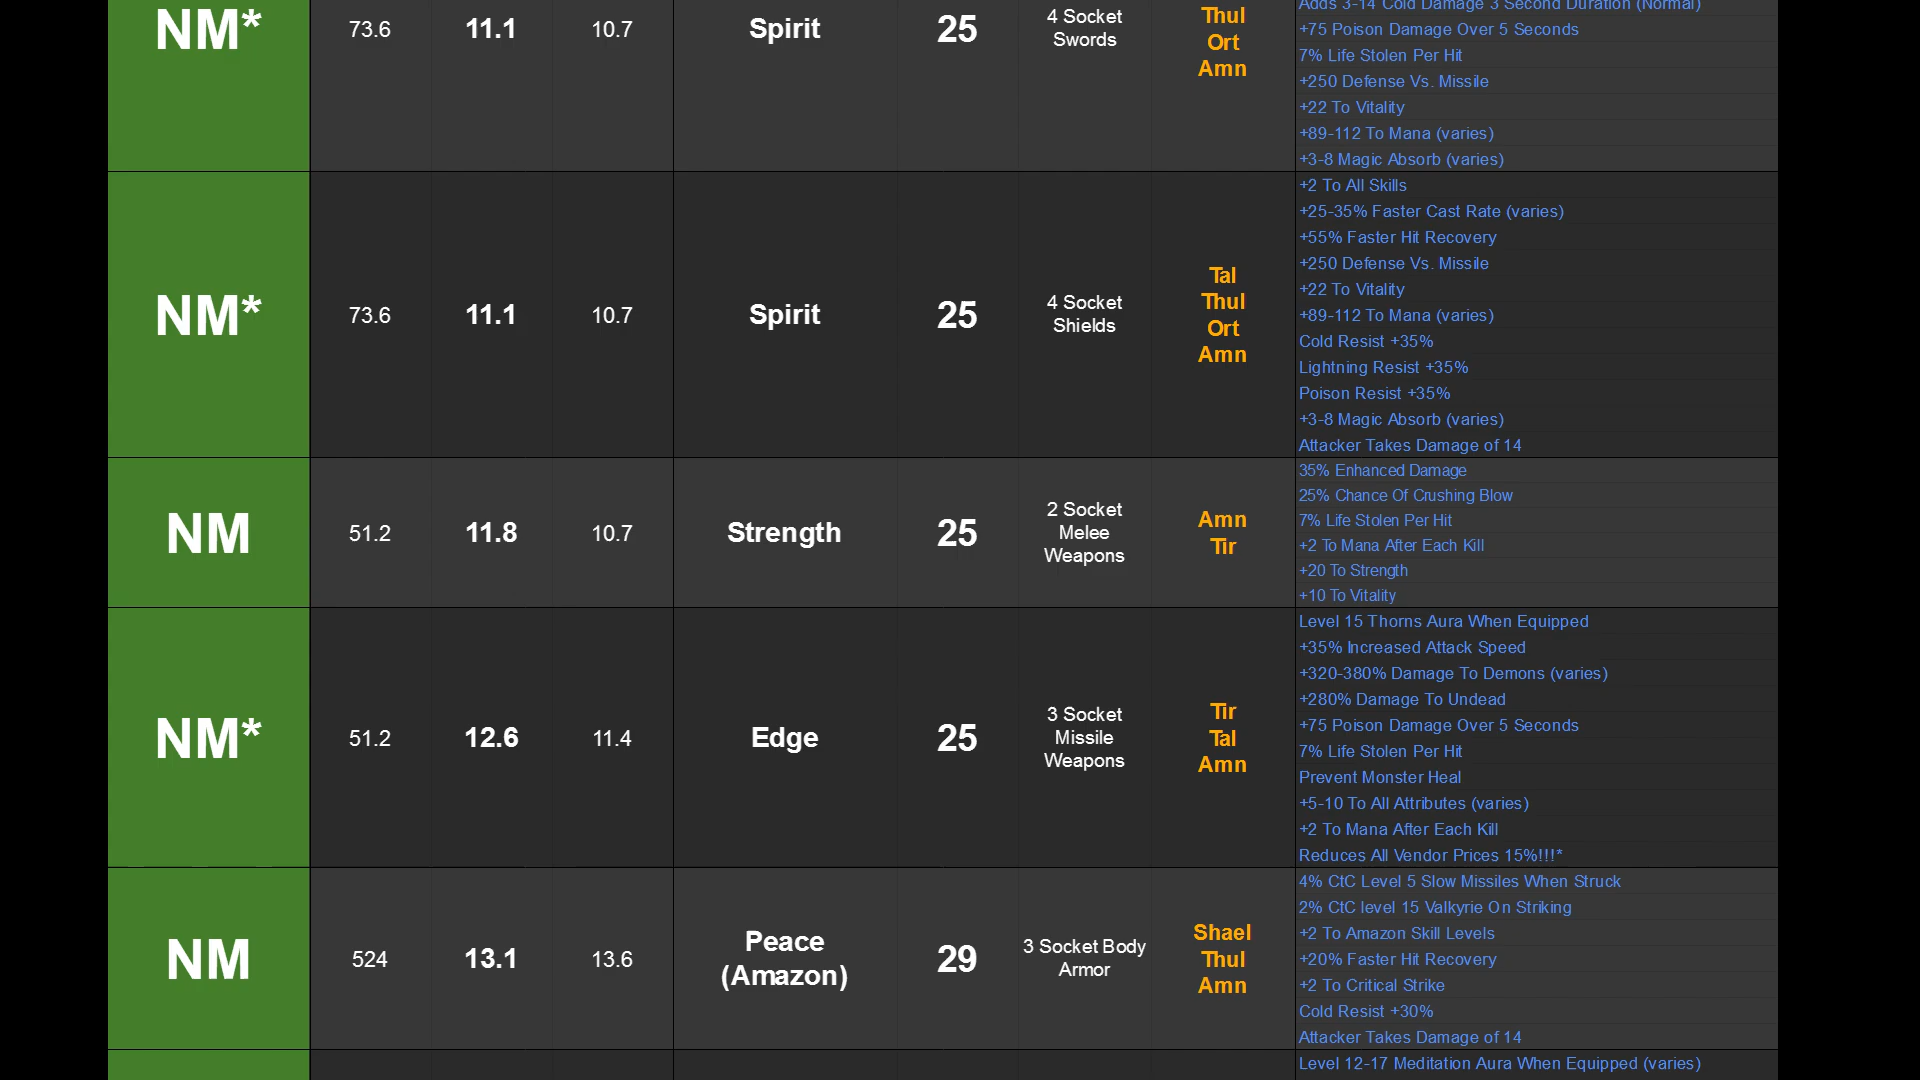 NM*
73.6
11.1
10.7
Spirit
25
4 Socket
Swords
Thul
Ort
Amn
Adds 3-14 Cold Damage 3 Second Duration (Normal)
+75 Poison Damage Over 5 Seconds
7% Life Stolen Per Hit
+250 Defense Vs. Missile
+22 To Vitality
+89-112 To Mana (varies)
+3-8 Magic Absorb (varies)
NM*
73.6
11.1
10.7
Spirit
25
4 Socket
Shields
Tal
Thul
Ort
Amn
+2 To All Skills
+25-35% Faster Cast Rate (varies)
+55% Faster Hit Recovery
+250 Defense Vs. Missile
+22 To Vitality
+89-112 To Mana (varies)
Cold Resist +35%
Lightning Resist +35%
Poison Resist +35%
+3-8 Magic Absorb (varies)
Attacker Takes Damage of 14
NM
51.2
11.8
10.7
Strength
25
2 Socket
Melee
Weapons
Amn
Tir
35% Enhanced Damage
25% Chance Of Crushing Blow
7% Life Stolen Per Hit
+2 To Mana After Each Kill
+20 To Strength
+10 To Vitality
NM*
51.2
12.6
11.4
Edge
25
3 Socket
Missile
Weapons
Tir
Tal
Amn
Level 15 Thorns Aura When Equipped
+35% Increased Attack Speed
+320-380% Damage To Demons (varies)
+280% Damage To Undead
+75 Poison Damage Over 5 Seconds
7% Life Stolen Per Hit
Prevent Monster Heal
+5-10 To All Attributes (varies)
+2 To Mana After Each Kill
Reduces All Vendor Prices 15%!!!*
NM
524
13.1
13.6
Peace
(Amazon)
29
3 Socket Body
Armor
Shael
Thul
Amn
4% CtC Level 5 Slow Missiles When Struck
2% CtC level 15 Valkyrie On Striking
+2 To Amazon Skill Levels
+20% Faster Hit Recovery
+2 To Critical Strike
Cold Resist +30%
Attacker Takes Damage of 14
Level 12-17 Meditation Aura When Equipped (varies)